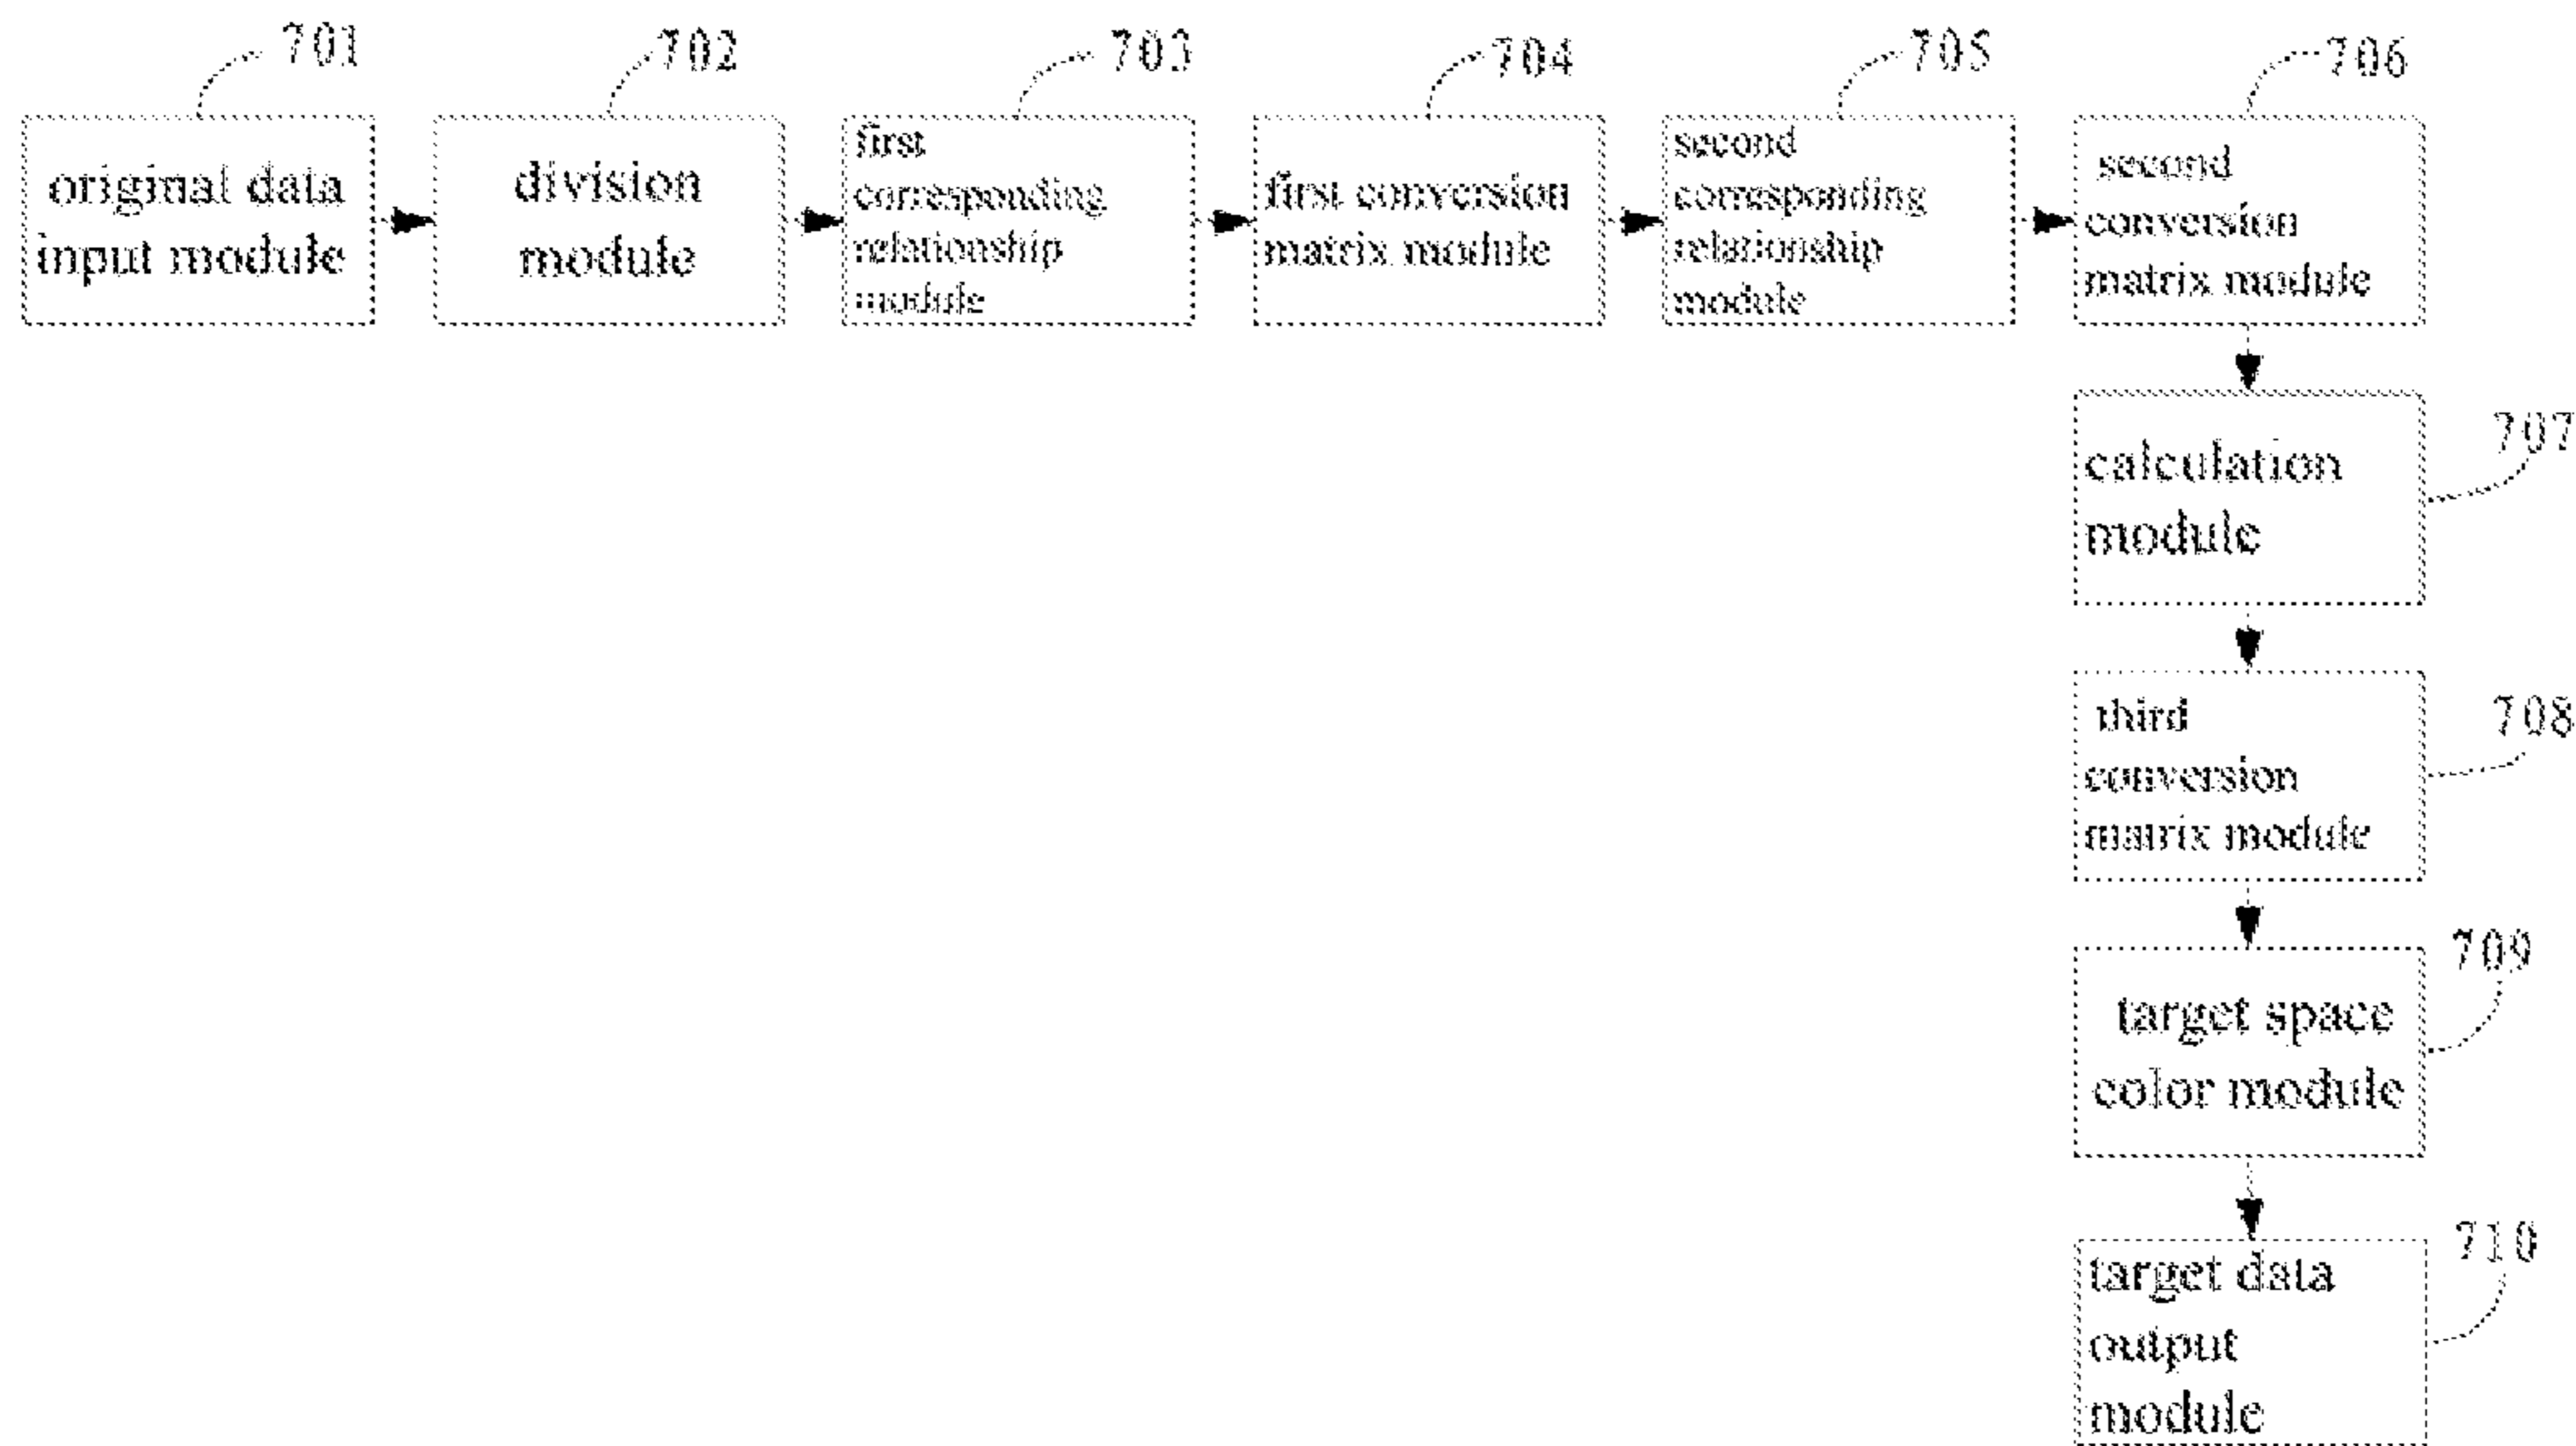 701
702
703
704
705
706
original data
input module
division
module
first
corresponding
relationship
module
first conversion
matrix module
second
corresponding
relationship
module
second
conversion
matrix module
707
calculation
module
708
third
conversion
matrix module
709
target space
color module
710
target data
output
module